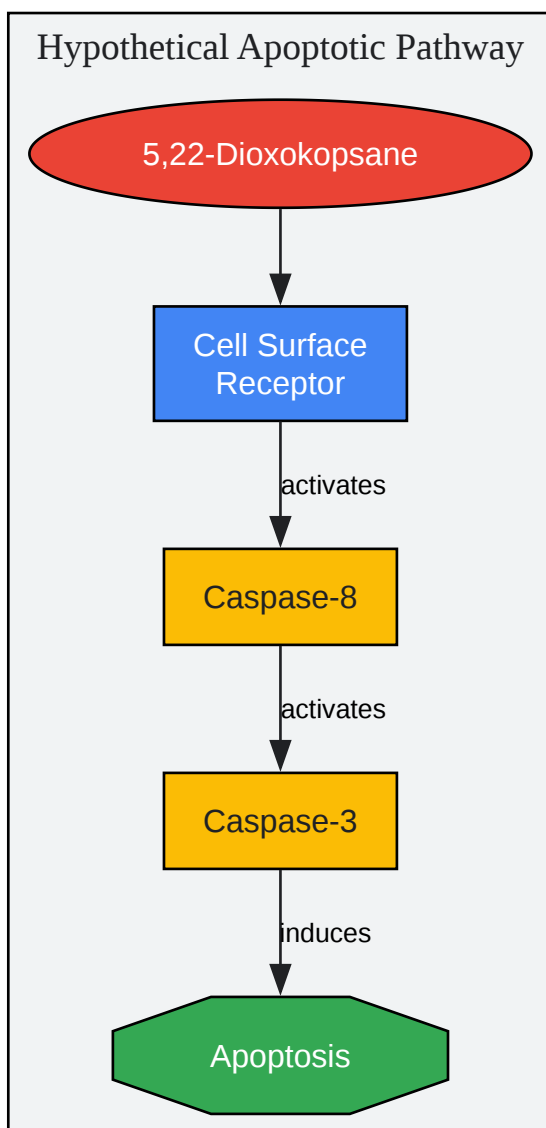 Hypothetical Apoptotic Pathway
5,22-Dioxokopsane
Cell Surface
Receptor
activates
Caspase-8
activates
Caspase-3
induces
Apoptosis